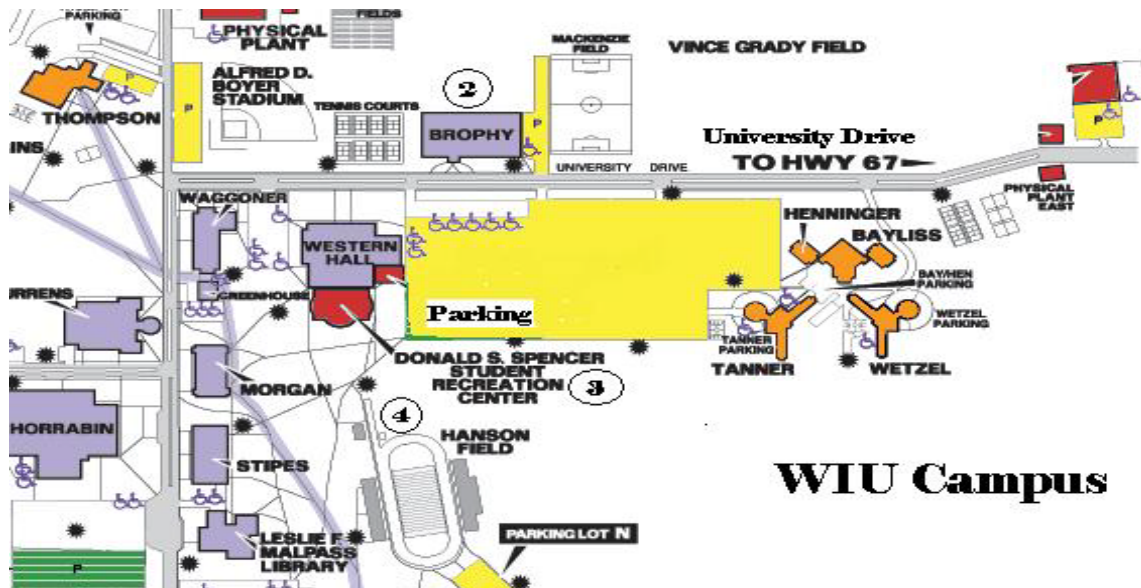 PARKING
FIELDS
PHYSICAL
PLANT
MACKENZIE
FIELD
VINCE GRADY FIELD
ALFRED D.
BOYER
STADIUM
P
2
P
THOMPSON
TENNIS COURTS
BROPHY
P
P
University Drive
UNIVERSITY DRIVE
TO HWY 67
PHYSICAL
PLANT
EAST
WAGGONER
HENNINGER
BAYLISS
WESTERN
HALL
BAY/HEN
PARKING
GREENHOUSE
Parking
WETZEL
PARKING
TANNER
PARKING
DONALD S. SPENCER
STUDENT
RECREATION
CENTER
3
TANNER
WETZEL
MORGAN
4
HORRABIN
HANSON
FIELD
STIPES
WIU Campus
LESLIE F.
MALPASS
LIBRARY
PARKING LOT N
P